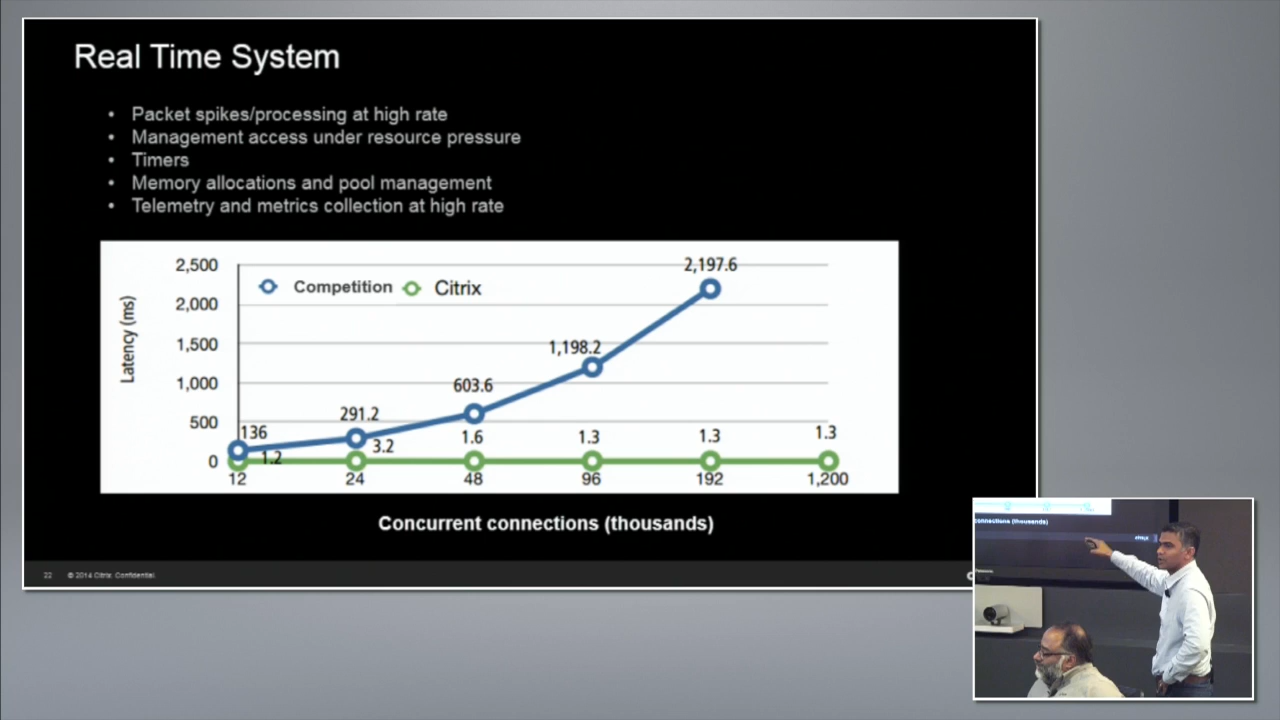 Real Time System
• Packet spikes/processing at high rate
• Management access under resource pressure
• Timers
• Memory allocations and pool management
• Telemetry and metrics collection at high rate
2,500
2,000
1,500
1,000
500
0
Latency (ms)
Competition
Citrix
136
291.2
603.6
1,198.2
2,197.6
1.2
3.2
1.6
1.3
1.3
1.3
12
24
48
96
192
1,200
Concurrent connections (thousands)
22
© 2014 Citrix. Confidential.
connections (thousands)